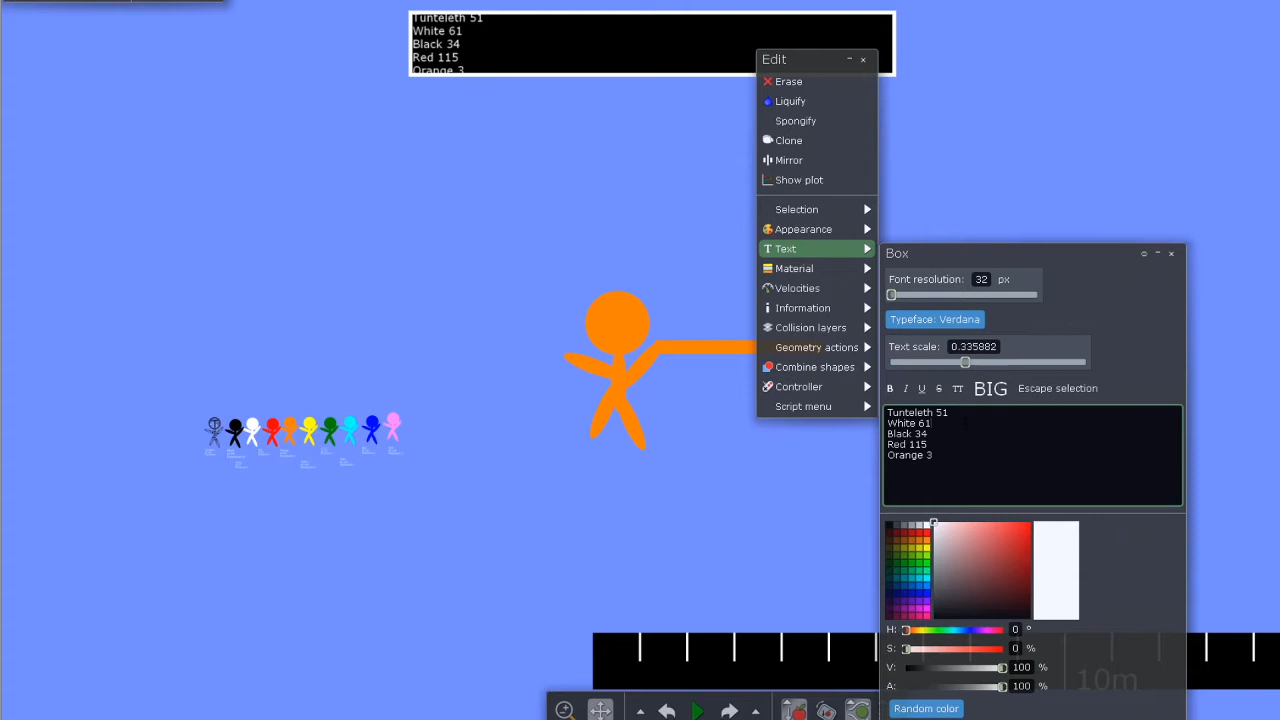 Tunteleth 51
White 61
Black 34
Red 115
Orange 3
Edit
Erase
Liquify
Spongify
Clone
Mirror
Show plot
Selection
Appearance
Text
Material
Velocities
Information
Collision layers
Geometry actions
Combine shapes
Controller
Script menu
Box
Font resolution: 32 px
Typeface: Verdana
Text scale: 0.335882
B I U S TT BIG Escape selection
Tunteleth 51
White 61
Black 34
Red 115
Orange 3
H: 0 °
S: 0 %
V: 100 %
A: 100 %
Random color
10m